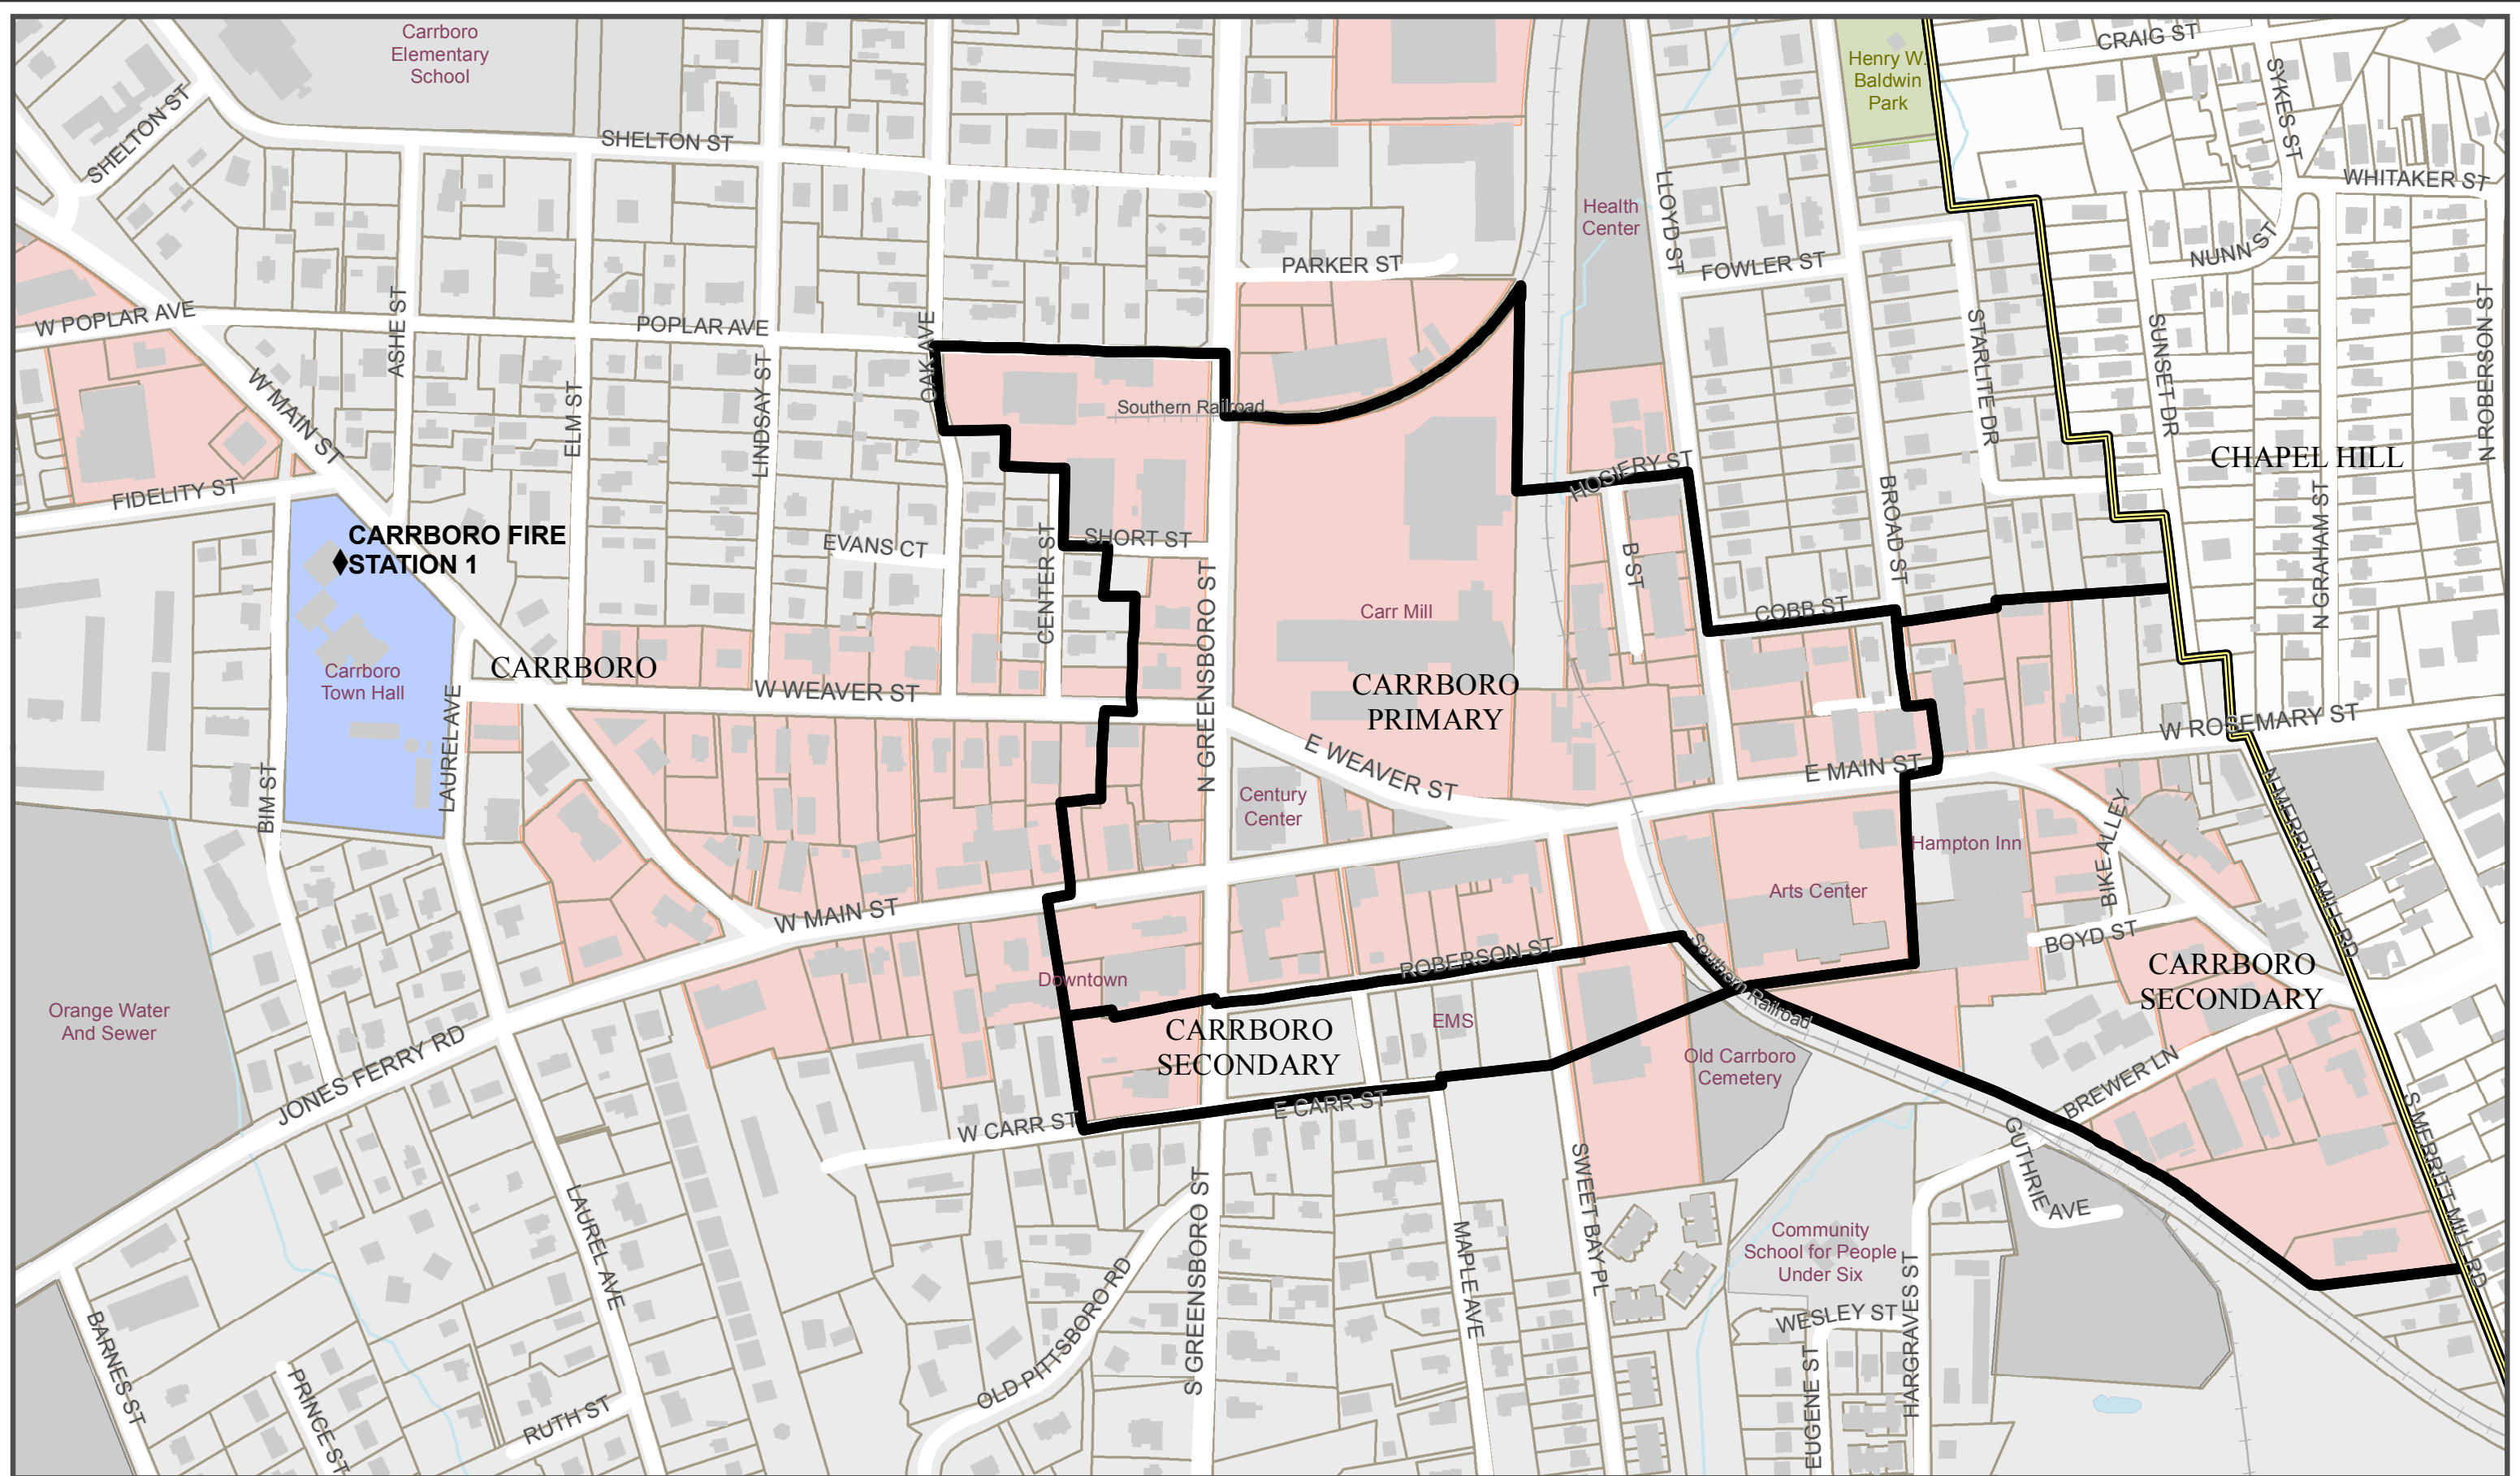 Carrboro
Elementary
School
SHELTON ST
SHELTON ST
Henry W.
Baldwin
Park
CRAIG ST
SYKES ST
WHITAKER ST
NUNN ST
Health
Center
LLOYD ST
FOWLER ST
PARKER ST
W POPLAR AVE
POPLAR AVE
ASHE ST
ELM ST
LINDSAY ST
OAK AVE
Southern Railroad
STARLITE DR
SUNSET DR
N ROBERSON ST
W MAIN ST
FIDELITY ST
HOSIERY ST
CHAPEL HILL
BROAD ST
N GRAHAM ST
CARRBORO FIRE
STATION 1
EVANS CT
CENTER ST
SHORT ST
N GREENSBORO ST
B ST
COBB ST
Carr Mill
Carrboro
Town Hall
CARRBORO
LAUREL AVE
W WEAVER ST
CARRBORO
PRIMARY
W ROSEMARY ST
E WEAVER ST
E MAIN ST
BIM ST
Century
Center
Hampton Inn
BIKE ALLEY
N MERRITT MILL RD
Arts Center
W MAIN ST
BOYD ST
Downtown
ROBERSON ST
Southern Railroad
CARRBORO
SECONDARY
Orange Water
And Sewer
CARRBORO
SECONDARY
EMS
JONES FERRY RD
Old Carrboro
Cemetery
BREWER LN
W CARR ST
E CARR ST
GUTHRIE AVE
S MERRITT MILL RD
LAUREL AVE
S GREENSBORO ST
SWEET BAY PL
MAPLE AVE
Community
School for People
Under Six
HARGRAVES ST
WESLEY ST
OLD PITTSBORO RD
BARNES ST
PRINCE ST
RUTH ST
EUGENE ST